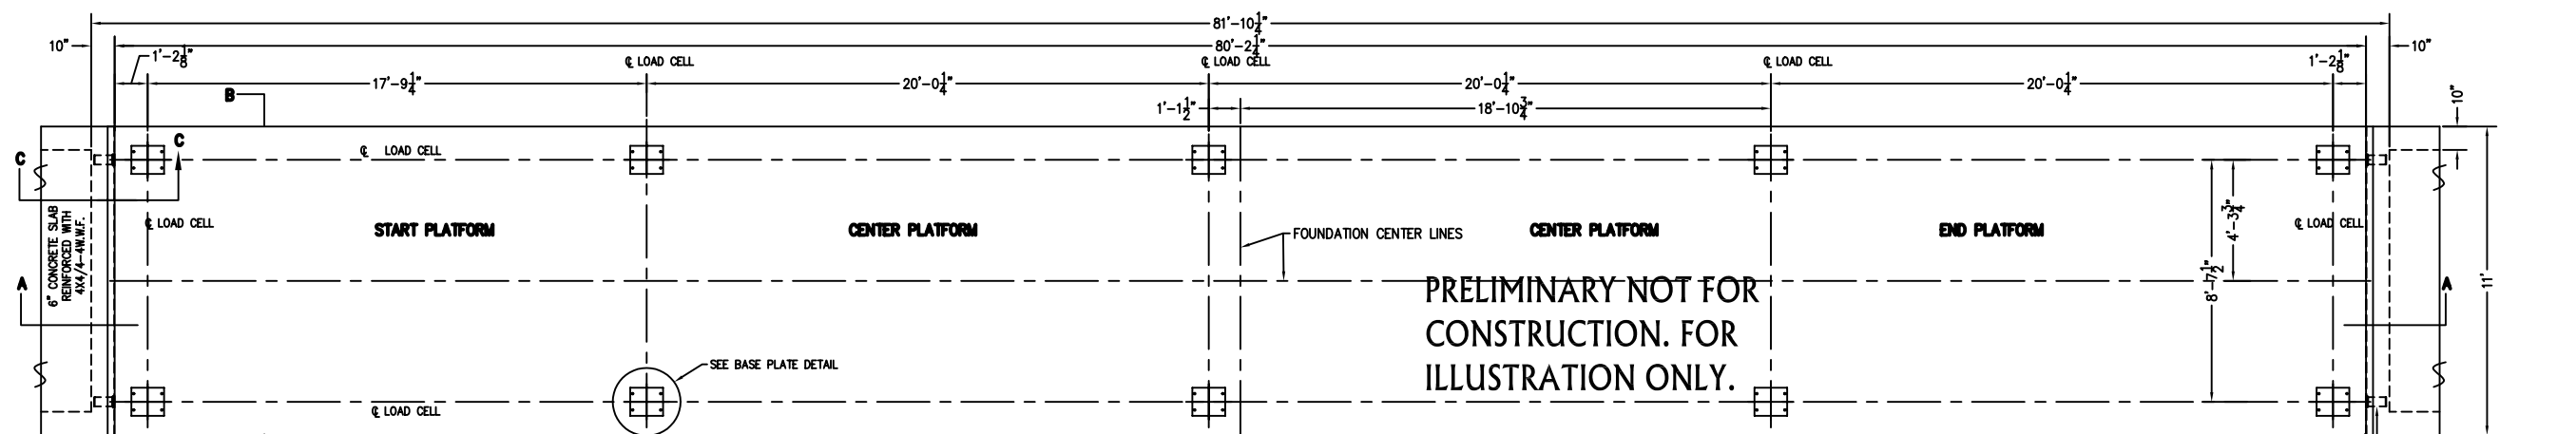 81'-10 1/4"
10"
80'-2 1/4"
10"
1'-2 1/8"
℄ LOAD CELL
℄ LOAD CELL
℄ LOAD CELL
1'-2 1/8"
17'-9 1/4"
20'-0 1/4"
20'-0 1/4"
20'-0 1/4"
B
1'-1 1/2"
18'-10 3/4"
10"
C
℄ LOAD CELL
C
6" CONCRETE SLAB
REINFORCED WITH
4X4/4-4W.W.F.
℄ LOAD CELL
START PLATFORM
CENTER PLATFORM
FOUNDATION CENTER LINES
CENTER PLATFORM
END PLATFORM
4'-3 3/4"
℄ LOAD CELL
8'-7 1/2"
11'
A
A
PRELIMINARY NOT FOR
CONSTRUCTION. FOR
ILLUSTRATION ONLY.
SEE BASE PLATE DETAIL
℄ LOAD CELL